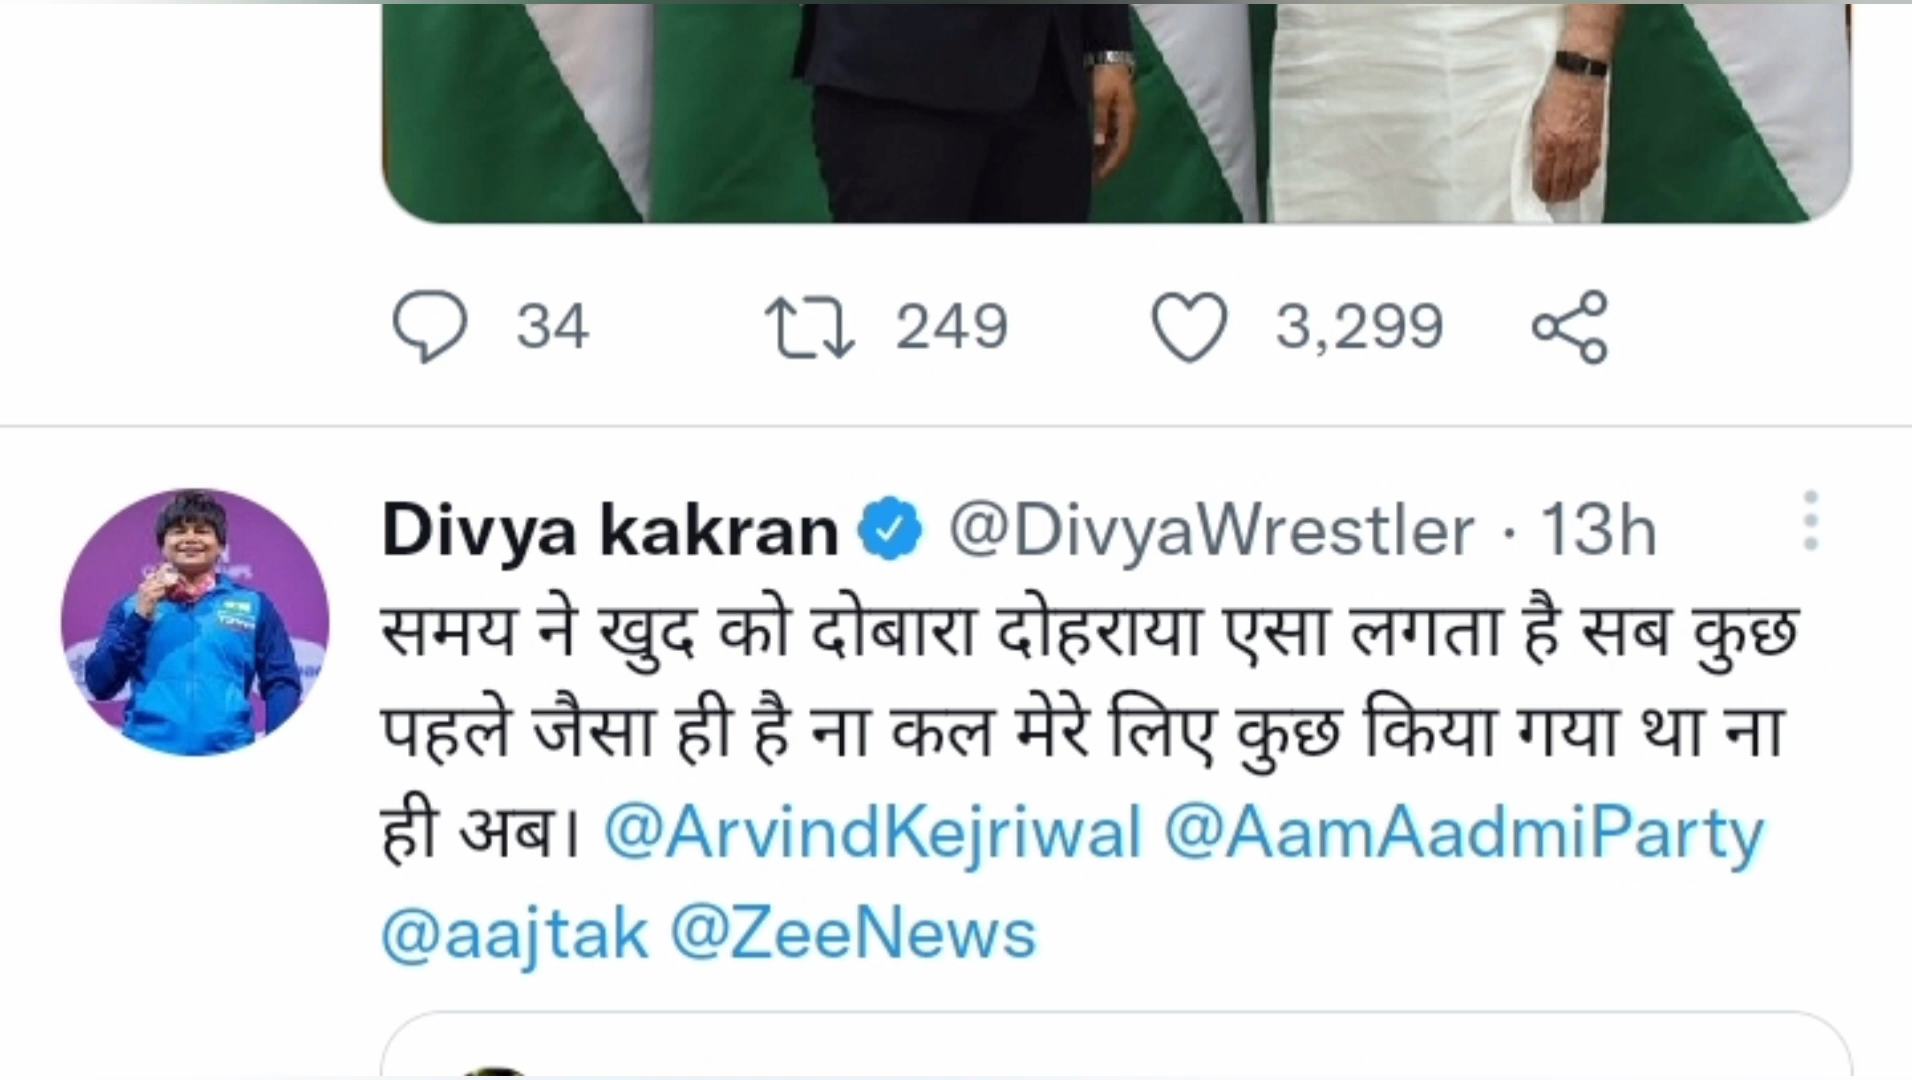 34 249 3,299
Divya kakran @DivyaWrestler · 13h
समय ने खुद को दोबारा दोहराया एसा लगता है सब कुछ
पहले जैसा ही है ना कल मेरे लिए कुछ किया गया था ना
ही अब। @ArvindKejriwal @AamAadmiParty
@aajtak @ZeeNews